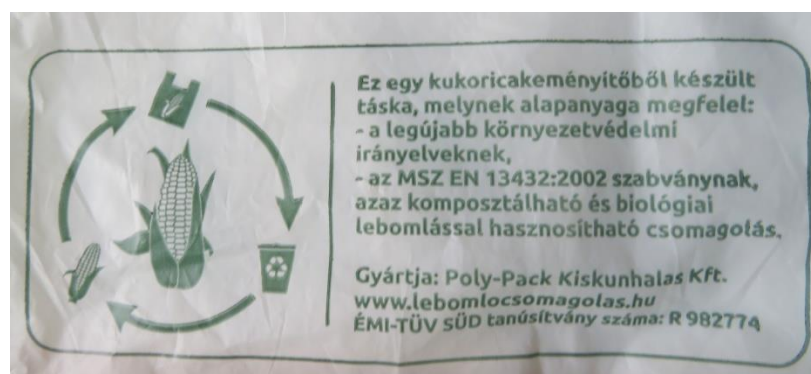 Ez egy kukoricakeményítőből készült
táska, melynek alapanyaga megfelel:
- a legújabb környezetvédelmi
irányelveknek,
- az MSZ EN 13432:2002 szabványnak,
azaz komposztálható és biológiai
lebomlással hasznosítható csomagolás.
Gyártja: Poly-Pack Kiskunhalas Kft.
www.lebomlocsomagolas.hu
ÉMI-TÜV SÜD tanúsítvány száma: R 982774